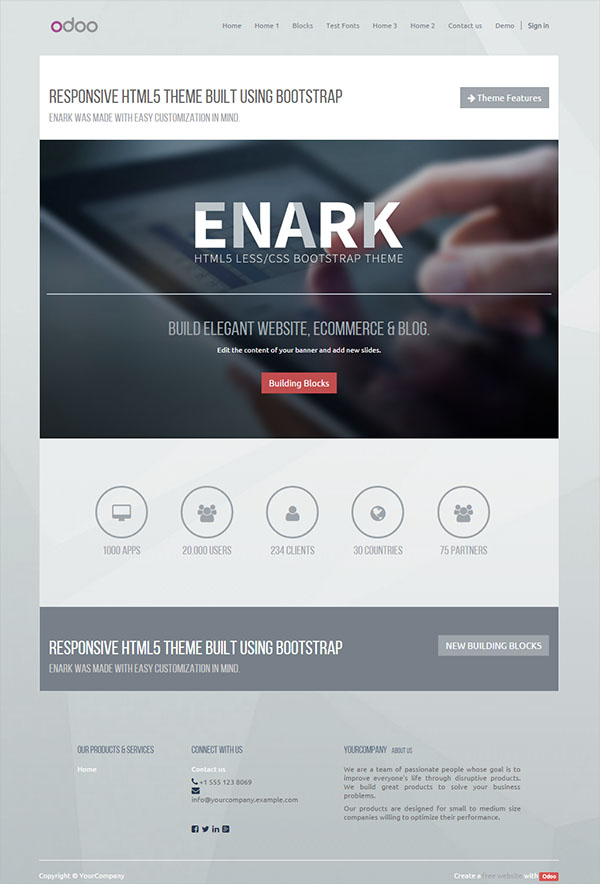 odoo
Home Home 1 Blocks Test Fonts Home 3 Home 2 Contact us Demo Sign in
RESPONSIVE HTML5 THEME BUILT USING BOOTSTRAP
Theme Features
ENARK WAS MADE WITH EASY CUSTOMIZATION IN MIND.
ENARK
HTML5 LESS/CSS BOOTSTRAP THEME
BUILD ELEGANT WEBSITE, ECOMMERCE & BLOG.
Edit the content of your banner and add new slides.
Building Blocks
1000 APPS
20.000 USERS
234 CLIENTS
30 COUNTRIES
75 PARTNERS
RESPONSIVE HTML5 THEME BUILT USING BOOTSTRAP
NEW BUILDING BLOCKS
ENARK WAS MADE WITH EASY CUSTOMIZATION IN MIND.
OUR PRODUCTS & SERVICES
Home
CONNECT WITH US
Contact us
+1 555 123 8069
info@yourcompany.example.com
YOURCOMPANY ABOUT US
We are a team of passionate people whose goal is to
improve everyone's life through disruptive products.
We build great products to solve your business
problems.
Our products are designed for small to medium size
companies willing to optimize their performance.
Copyright © YourCompany
Create a free website with Odoo